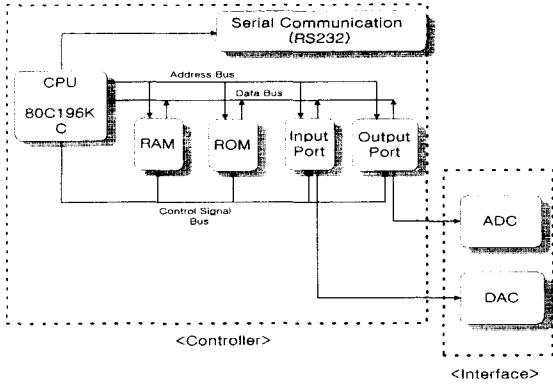 Serial Communication
(RS232)
CPU
80C196K
C
Address Bus
Data Bus
RAM
ROM
Input
Port
Output
Port
Control Signal
Bus
ADC
DAC
<Controller>
<Interface>